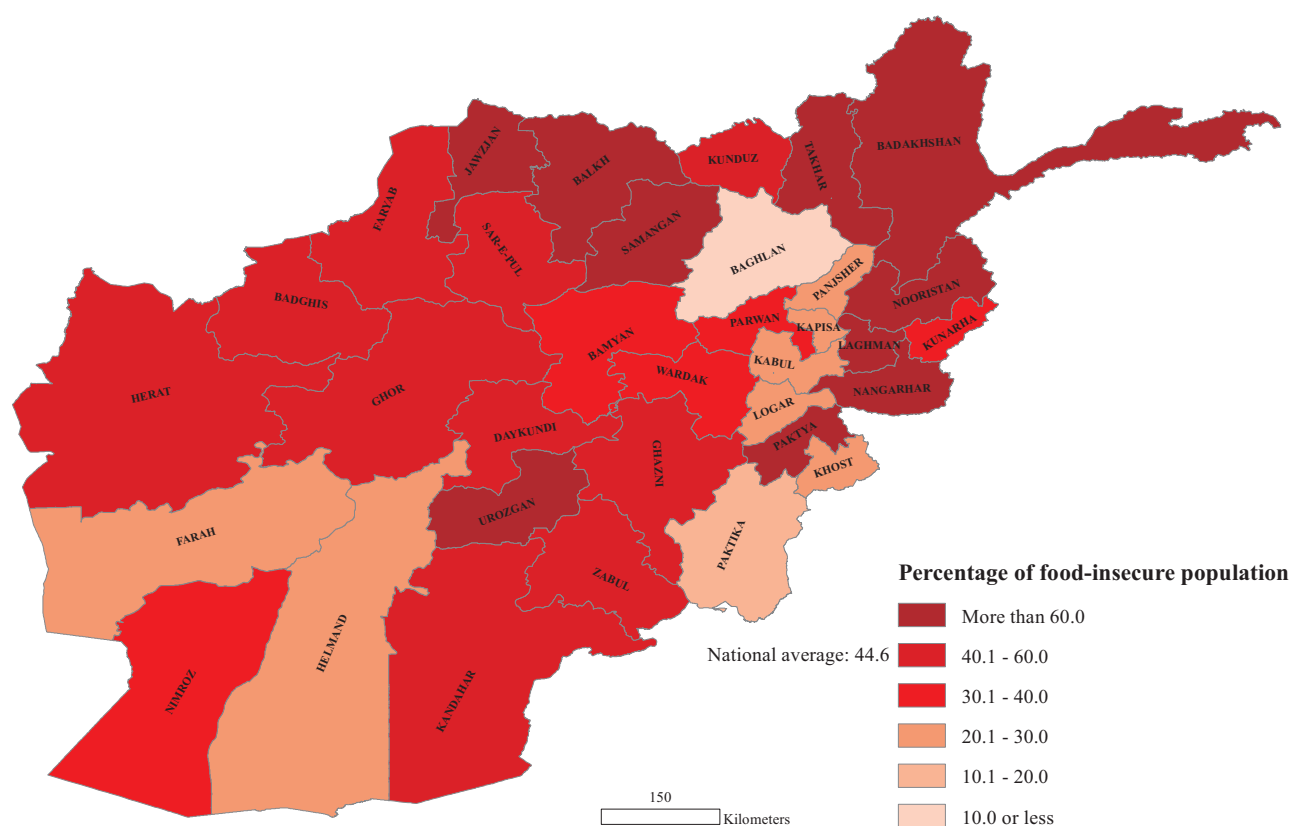 JAWZJAN
BALKH
KUNDUZ
TAKHAR
BADAKHSHAN
FARYAB
SAR-E-PUL
SAMANGAN
BAGHLAN
PANJSHER
NOORISTAN
BADGHIS
BAMYAN
PARWAN
KAPISA
KUNARHA
LAGHMAN
HERAT
GHOR
WARDAK
KABUL
NANGARHAR
LOGAR
DAYKUNDI
GHAZNI
PAKTYA
KHOST
UROZGAN
FARAH
PAKTIKA
ZABUL
HELMAND
NIMROZ
KANDAHAR
Percentage of food-insecure population
More than 60.0
National average: 44.6
40.1 - 60.0
30.1 - 40.0
20.1 - 30.0
10.1 - 20.0
10.0 or less
150
Kilometers